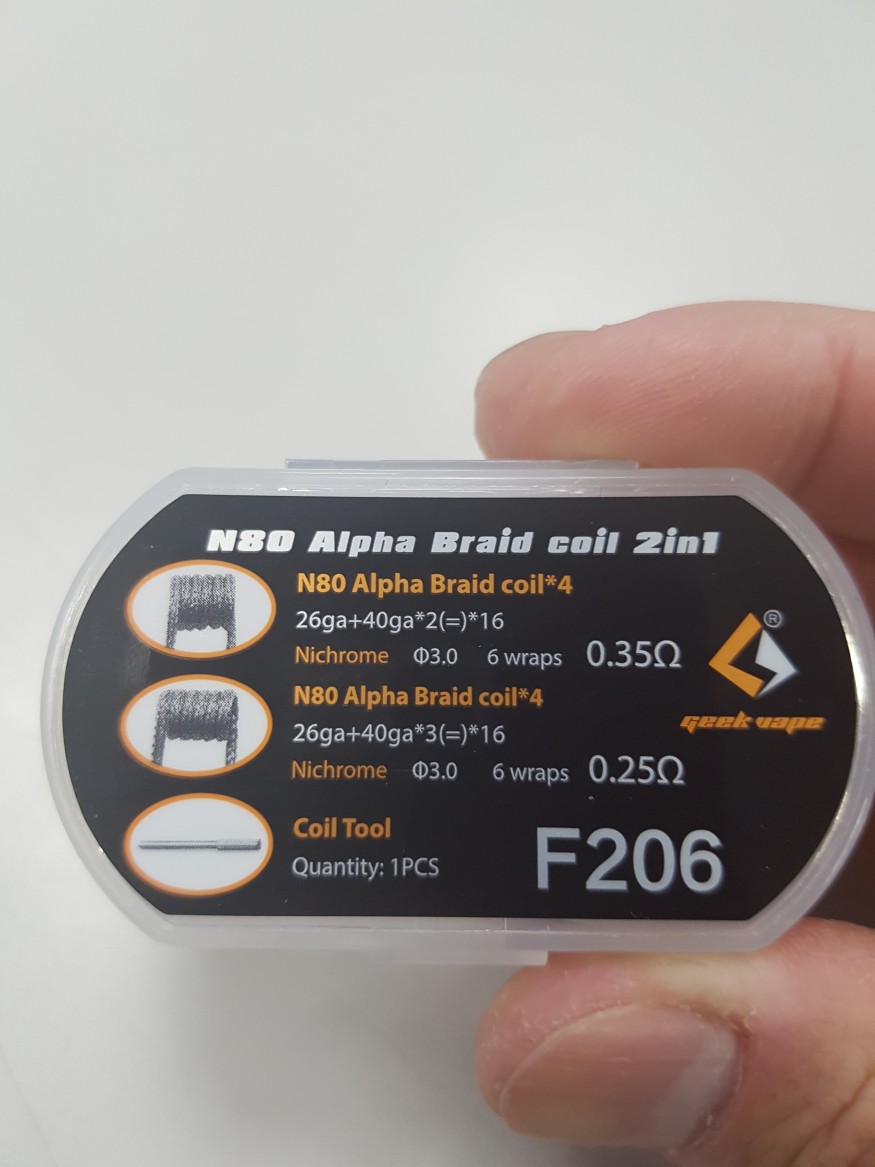 N80 Alpha Braid coil 2in1
N80 Alpha Braid coil*4
26ga+40ga*2(=)*16
Nichrome Φ3.0 6 wraps 0.35Ω
®
geek vape
N80 Alpha Braid coil*4
26ga+40ga*3(=)*16
Nichrome Φ3.0 6 wraps 0.25Ω
Coil Tool
Quantity: 1PCS
F206